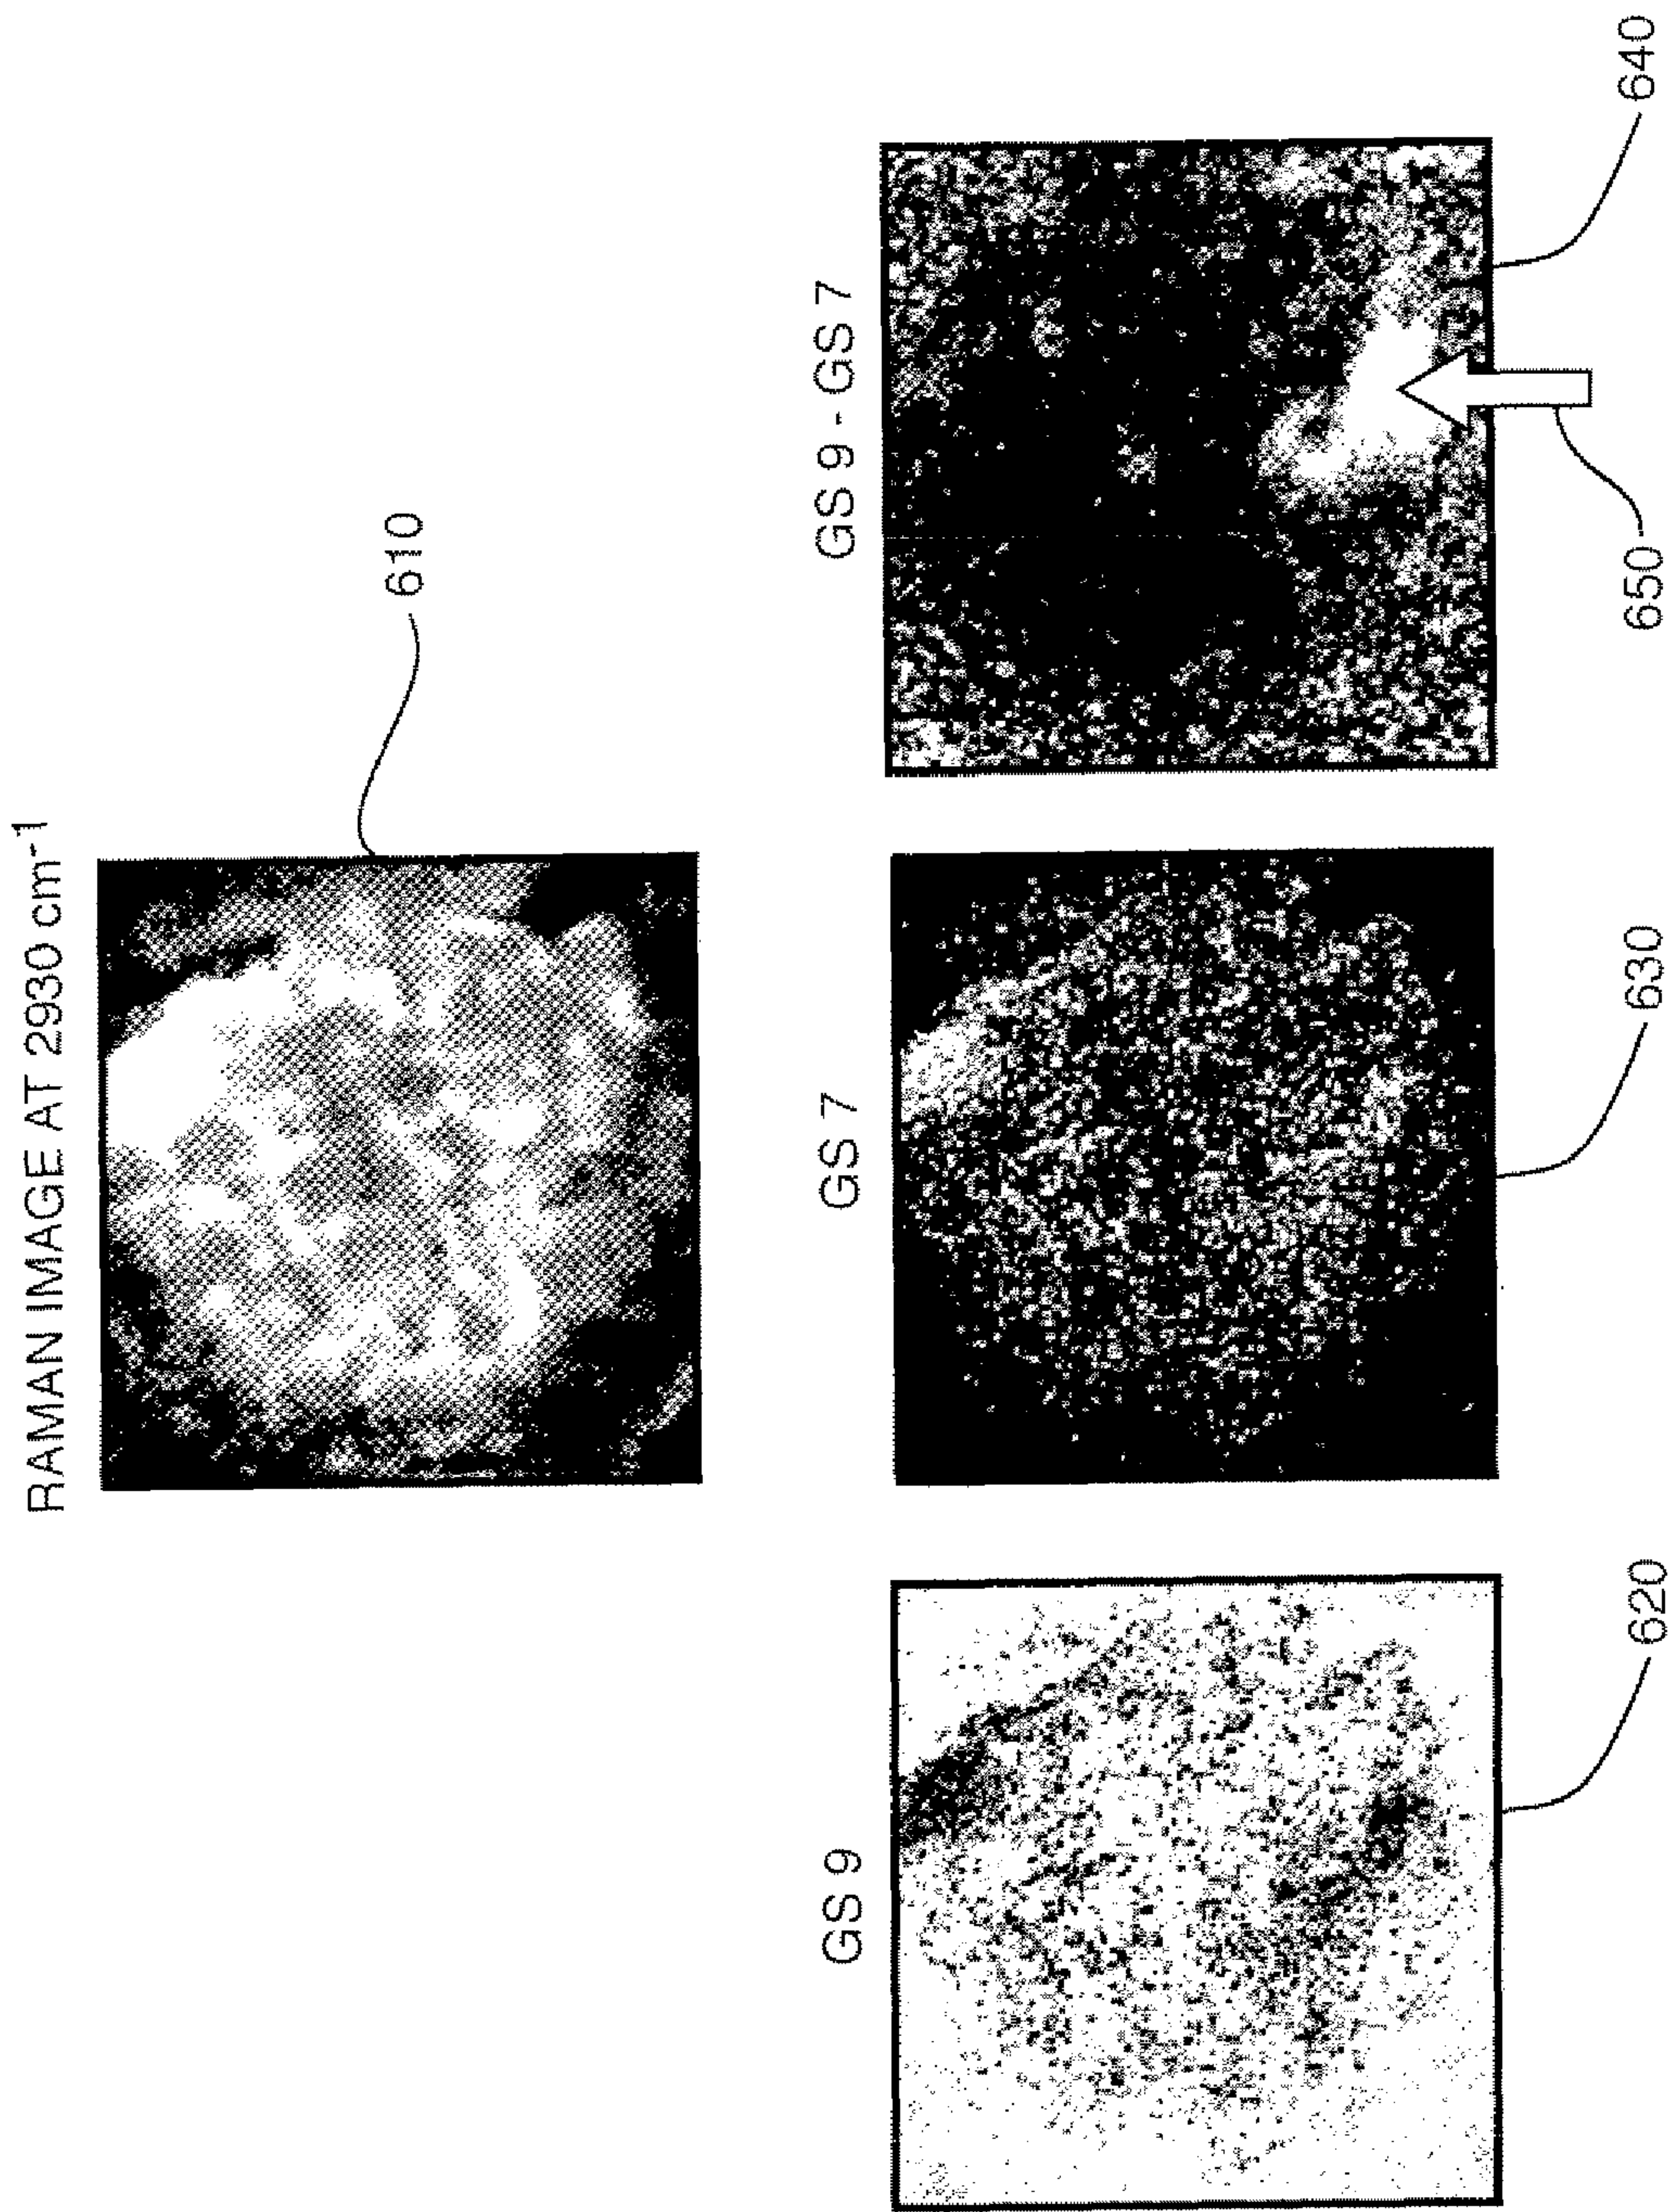 RAMAN IMAGE AT 2930 cm⁻¹
610
GS 9
GS 7
GS 9 - GS 7
620
630
650
640